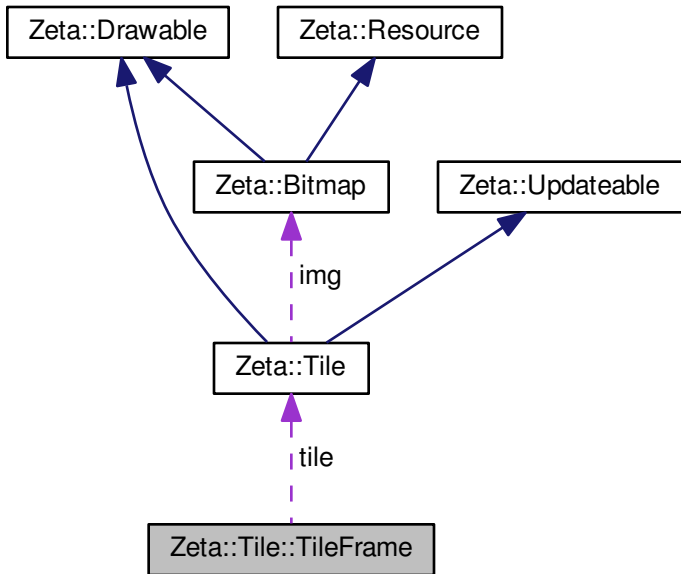 Zeta::Drawable
Zeta::Resource
Zeta::Bitmap
Zeta::Updateable
img
Zeta::Tile
tile
Zeta::Tile::TileFrame